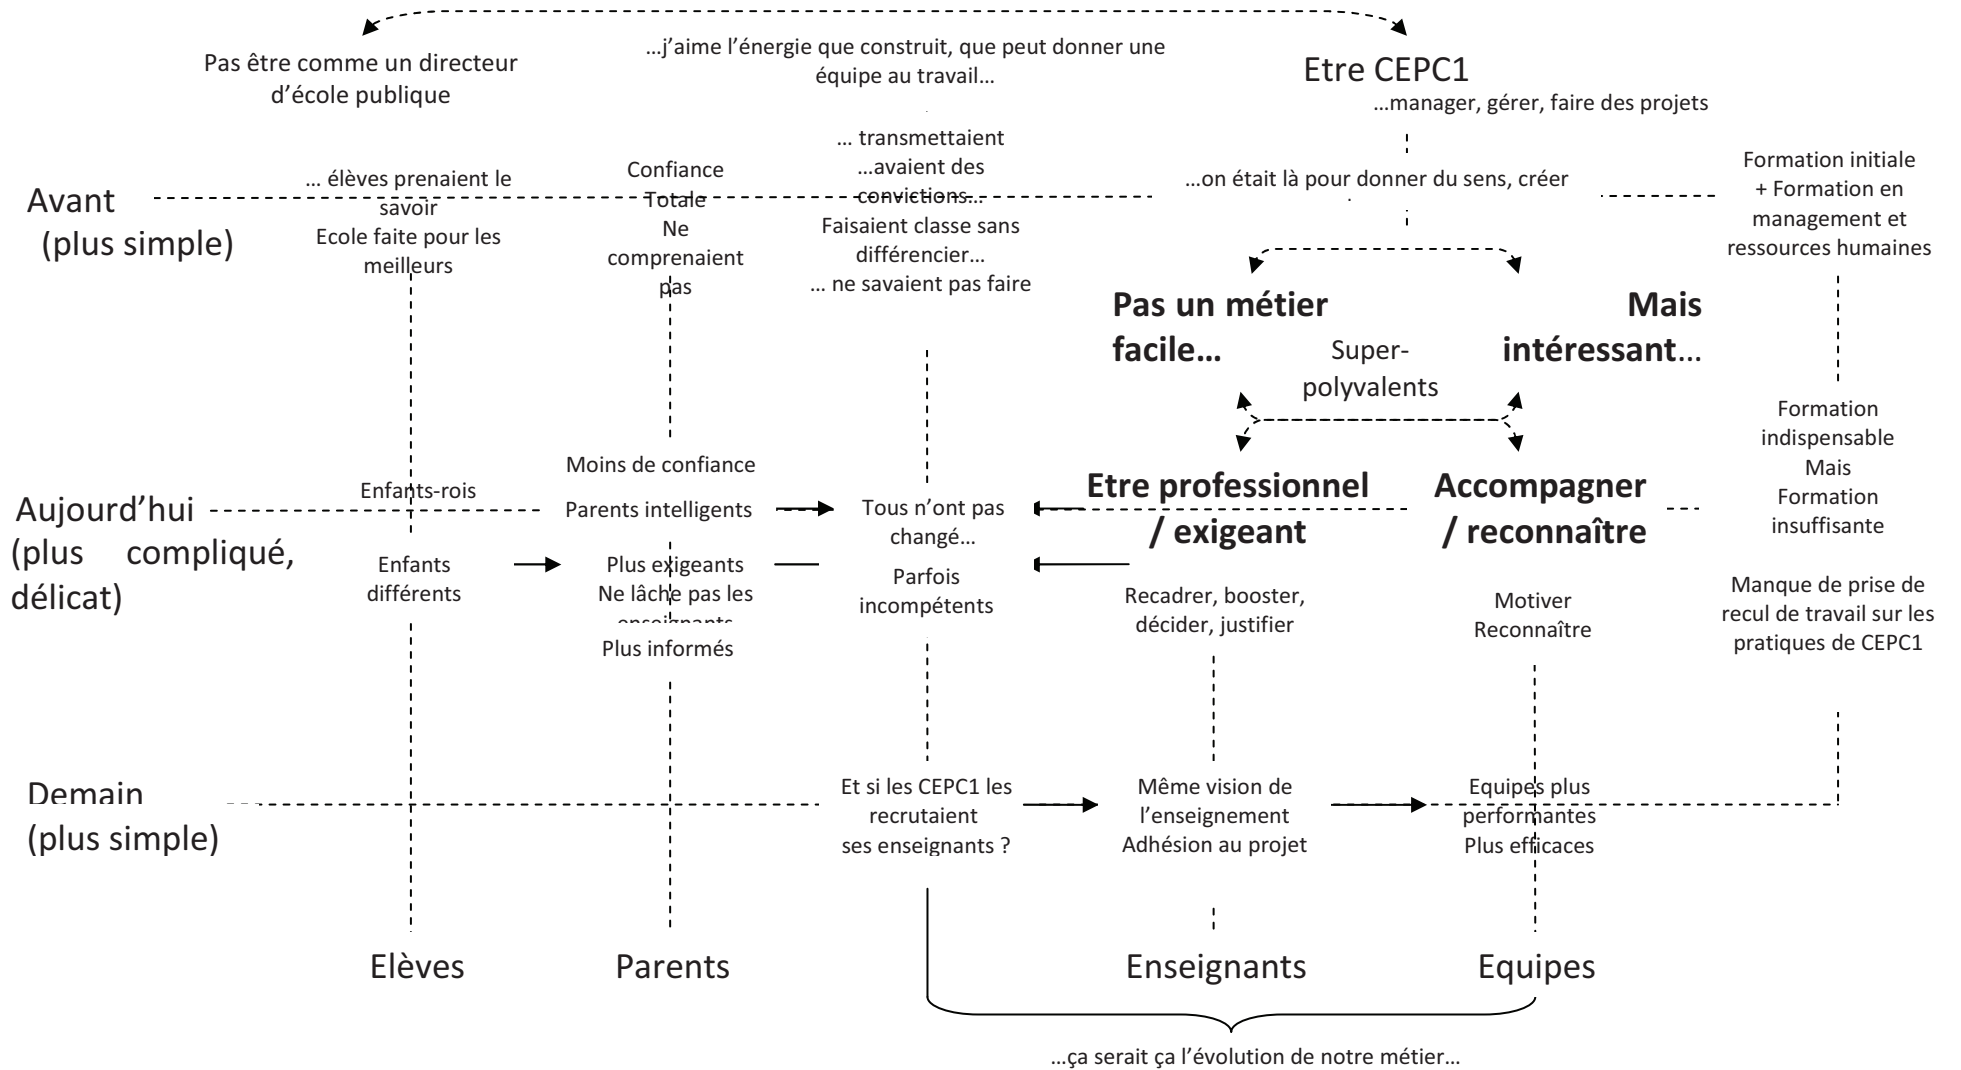 Pas être comme un directeur
d’école publique
…j’aime l’énergie que construit, que peut donner une
équipe au travail…
Etre CEPC1
…manager, gérer, faire des projets
Avant
(plus simple)
… élèves prenaient le
savoir
Ecole faite pour les
meilleurs
Confiance
Totale
Ne
comprenaient
pas
… transmettaient
…avaient des
convictions…
Faisaient classe sans
différencier…
… ne savaient pas faire
…on était là pour donner du sens, créer
Formation initiale
+ Formation en
management et
ressources humaines
Pas un métier
facile…
Super-
polyvalents
Mais
intéressant…
Aujourd’hui
(plus compliqué,
délicat)
Enfants-rois
Enfants
différents
Moins de confiance
Parents intelligents
Plus exigeants
Ne lâche pas les
enseignants
Plus informés
Tous n’ont pas
changé…
Parfois
incompétents
Etre professionnel
/ exigeant
Recadrer, booster,
décider, justifier
Accompagner
/ reconnaître
Motiver
Reconnaître
Formation
indispensable
Mais
Formation
insuffisante
Manque de prise de
recul de travail sur les
pratiques de CEPC1
Demain
(plus simple)
Et si les CEPC1 les
recrutaient
ses enseignants ?
Même vision de
l’enseignement
Adhésion au projet
Equipes plus
performantes
Plus efficaces
Elèves
Parents
Enseignants
Equipes
…ça serait ça l’évolution de notre métier…